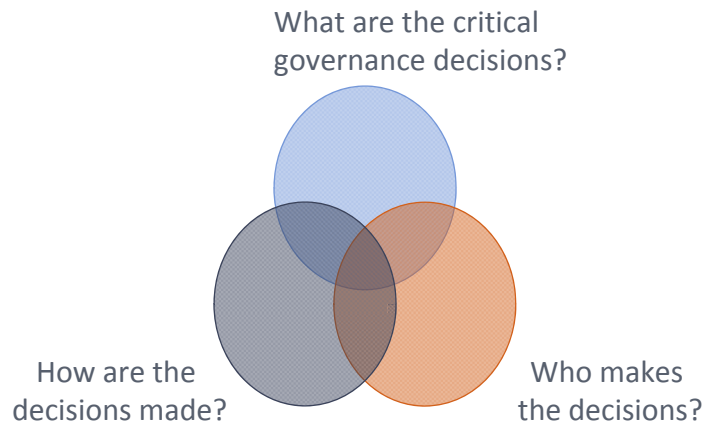 What are the critical
governance decisions?
How are the
decisions made?
Who makes
the decisions?